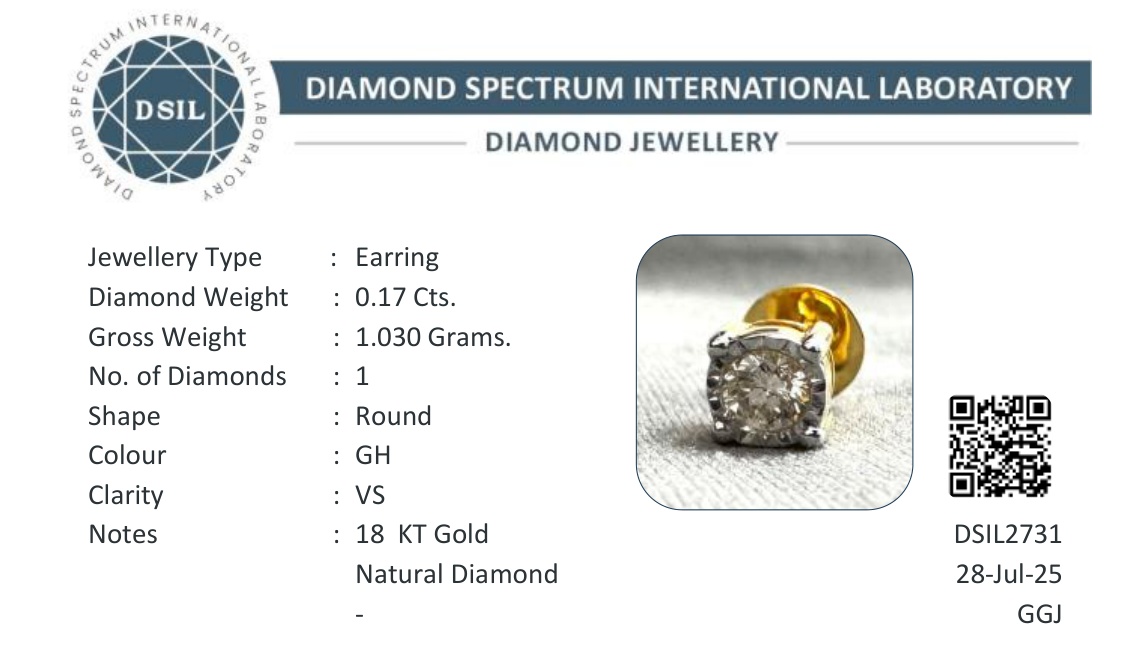 DIAMOND SPECTRUM INTERNATIONAL LABORATORY
DSIL
DIAMOND SPECTRUM INTERNATIONAL LABORATORY
DIAMOND JEWELLERY
Jewellery Type : Earring
Diamond Weight : 0.17 Cts.
Gross Weight : 1.030 Grams.
No. of Diamonds : 1
Shape : Round
Colour : GH
Clarity : VS
Notes : 18 KT Gold
Natural Diamond
-
DSIL2731
28-Jul-25
GGJ